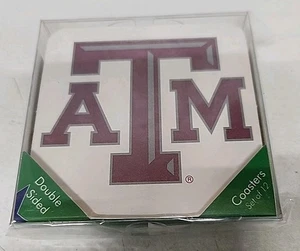 ATM
®
Double
Sided
Coasters
Set of 12